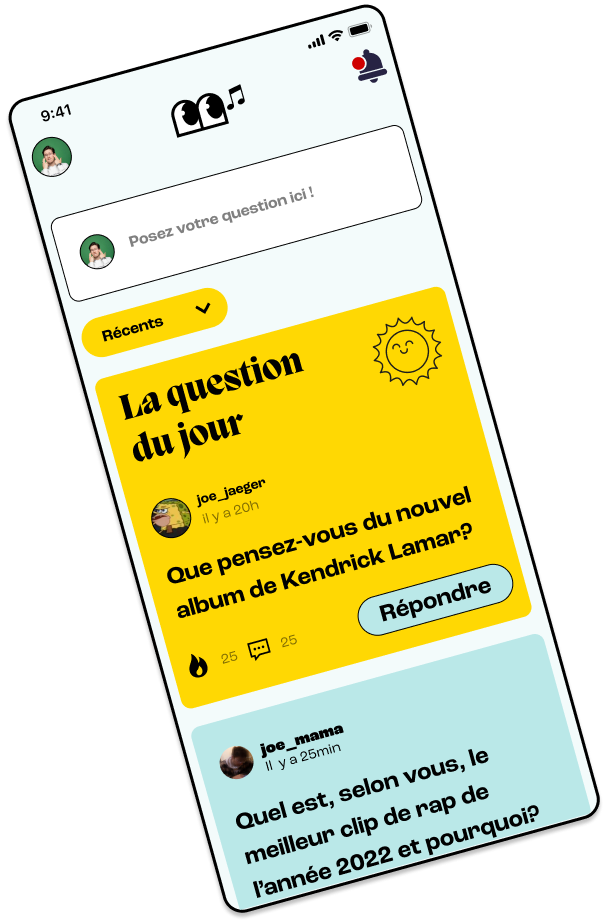 9:41
Posez votre question ici !
Récents
La question
du jour
joe_jaeger
il y a 20h
Que pensez-vous du nouvel
album de Kendrick Lamar?
Répondre
25
25
joe_mama
Il y a 25min
Quel est, selon vous, le
meilleur clip de rap de
l'année 2022 et pourquoi?